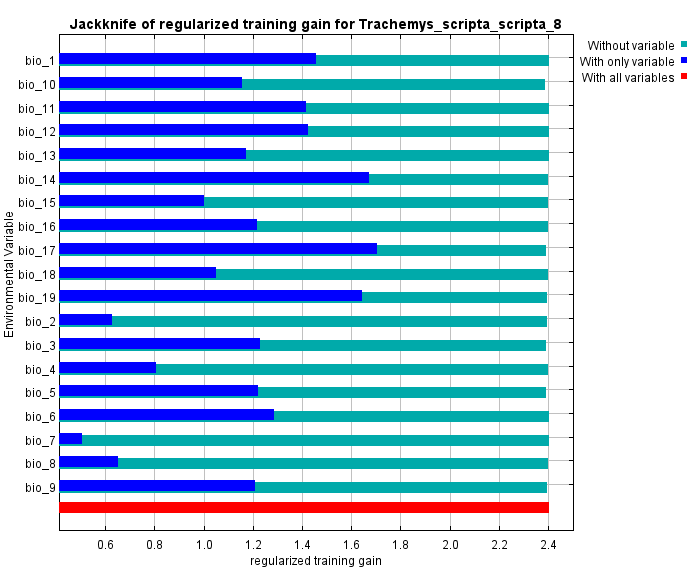 Jackknife of regularized training gain for Trachemys_scripta_scripta_8
Without variable
With only variable
With all variables
Environmental Variable
bio_1
bio_10
bio_11
bio_12
bio_13
bio_14
bio_15
bio_16
bio_17
bio_18
bio_19
bio_2
bio_3
bio_4
bio_5
bio_6
bio_7
bio_8
bio_9
0.6 0.8 1.0 1.2 1.4 1.6 1.8 2.0 2.2 2.4
regularized training gain